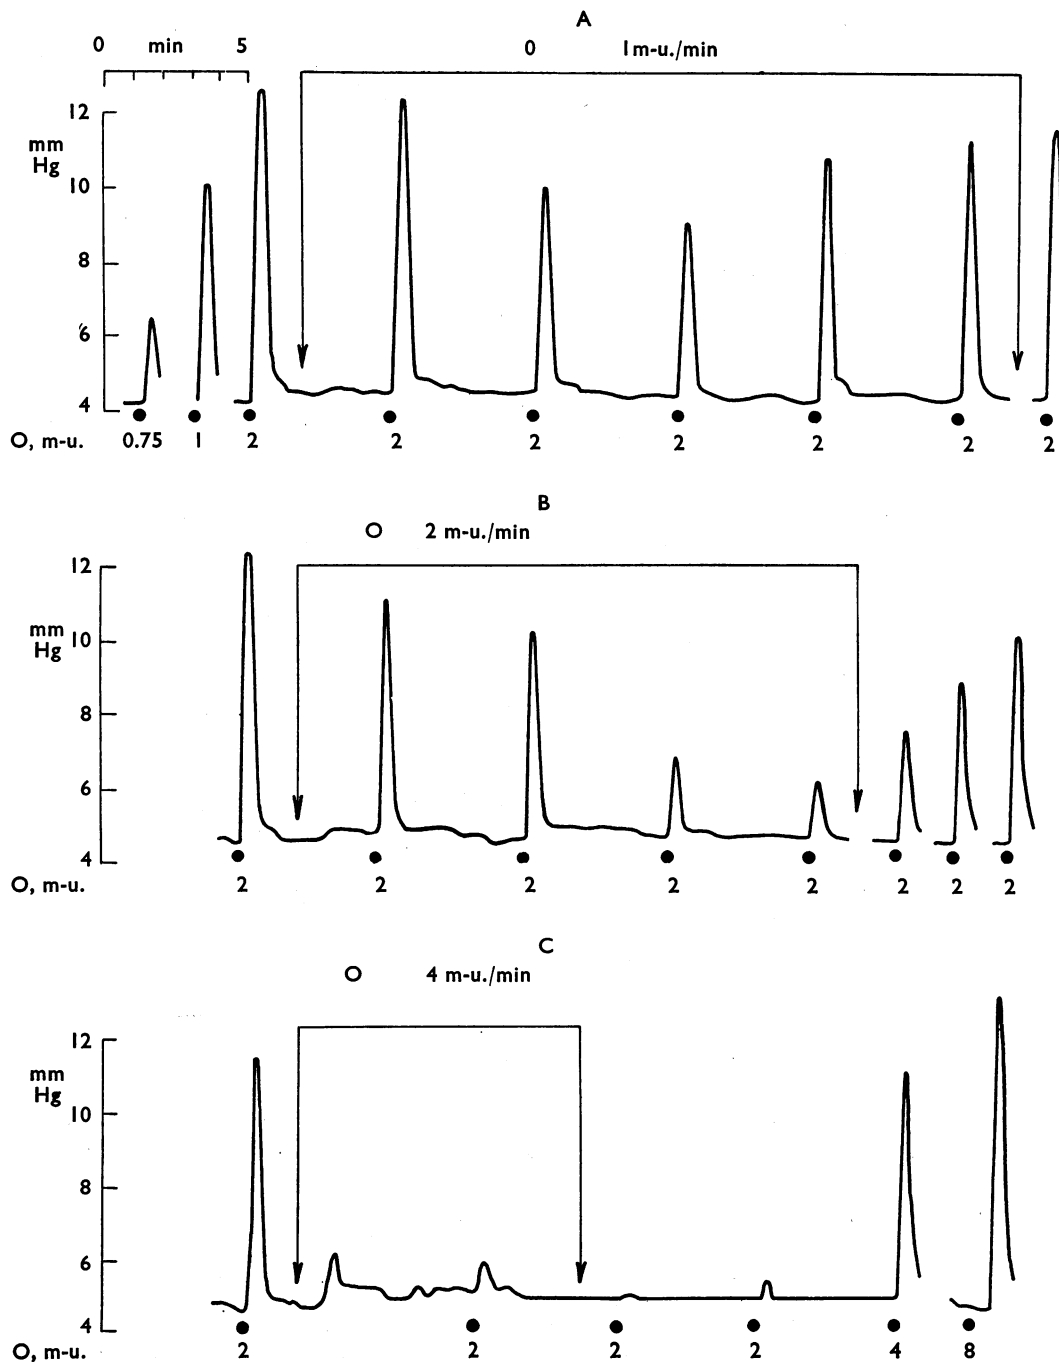 A
0 min 5
0 1m-u./min
12
mm
Hg
10
8
6
4
O, m-u. 0.75 1 2 2 2 2 2 2 2
B
O 2 m-u./min
12
mm
Hg
10
8
6
4
O, m-u. 2 2 2 2 2 2 2 2
C
O 4 m-u./min
12
mm
Hg
10
8
6
4
O, m-u. 2 2 2 2 4 8